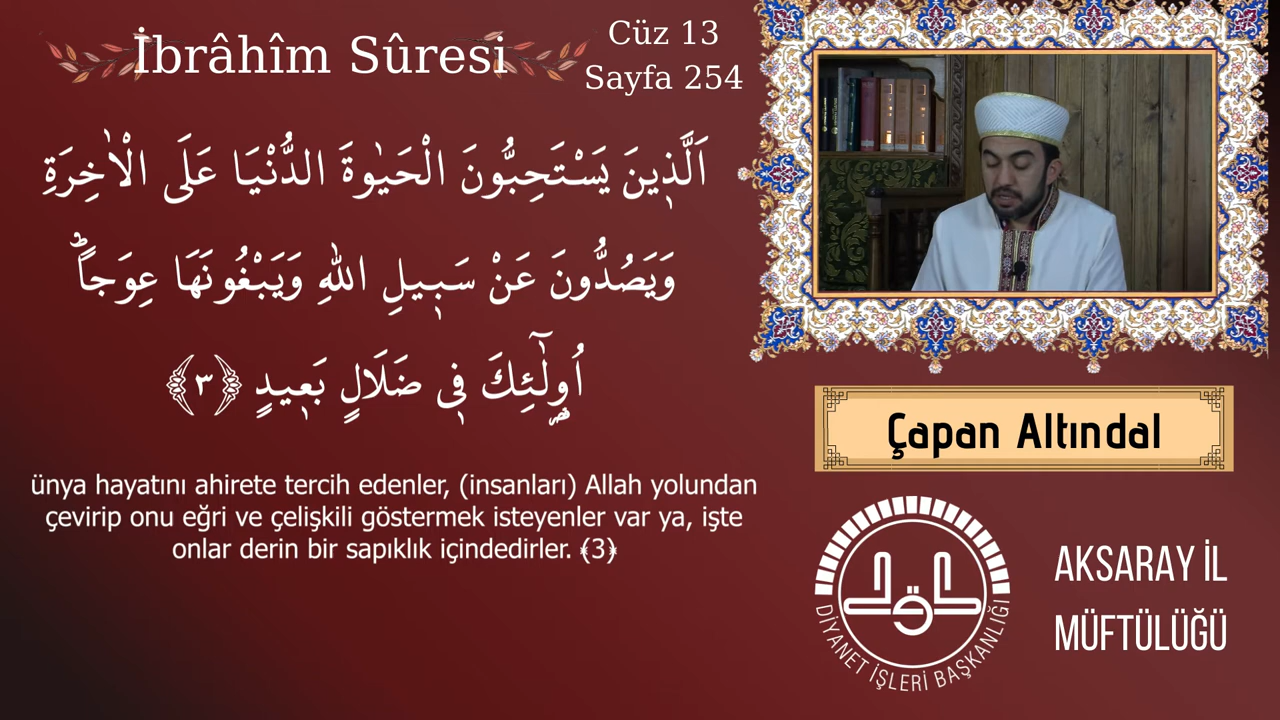 İbrâhîm Sûresi
Cüz 13
Sayfa 254
اَلَّذ۪ينَ يَسْتَحِبُّونَ الْحَيٰوةَ الدُّنْيَا عَلَى الْاٰخِرَةِ
وَيَصُدُّونَ عَنْ سَب۪يلِ اللّٰهِ وَيَبْغُونَهَا عِوَجاًۜ
اُو۬لٰٓئِكَ ف۪ي ضَلَالٍ بَع۪يدٍ ﴿٣﴾
ünya hayatını ahirete tercih edenler, (insanları) Allah yolundan
çevirip onu eğri ve çelişkili göstermek isteyenler var ya, işte
onlar derin bir sapıklık içindedirler. ﴾3﴿
Çapan Altındal
DİYANET İŞLERİ BAŞKANLIĞI
AKSARAY İL
MÜFTÜLÜĞÜ